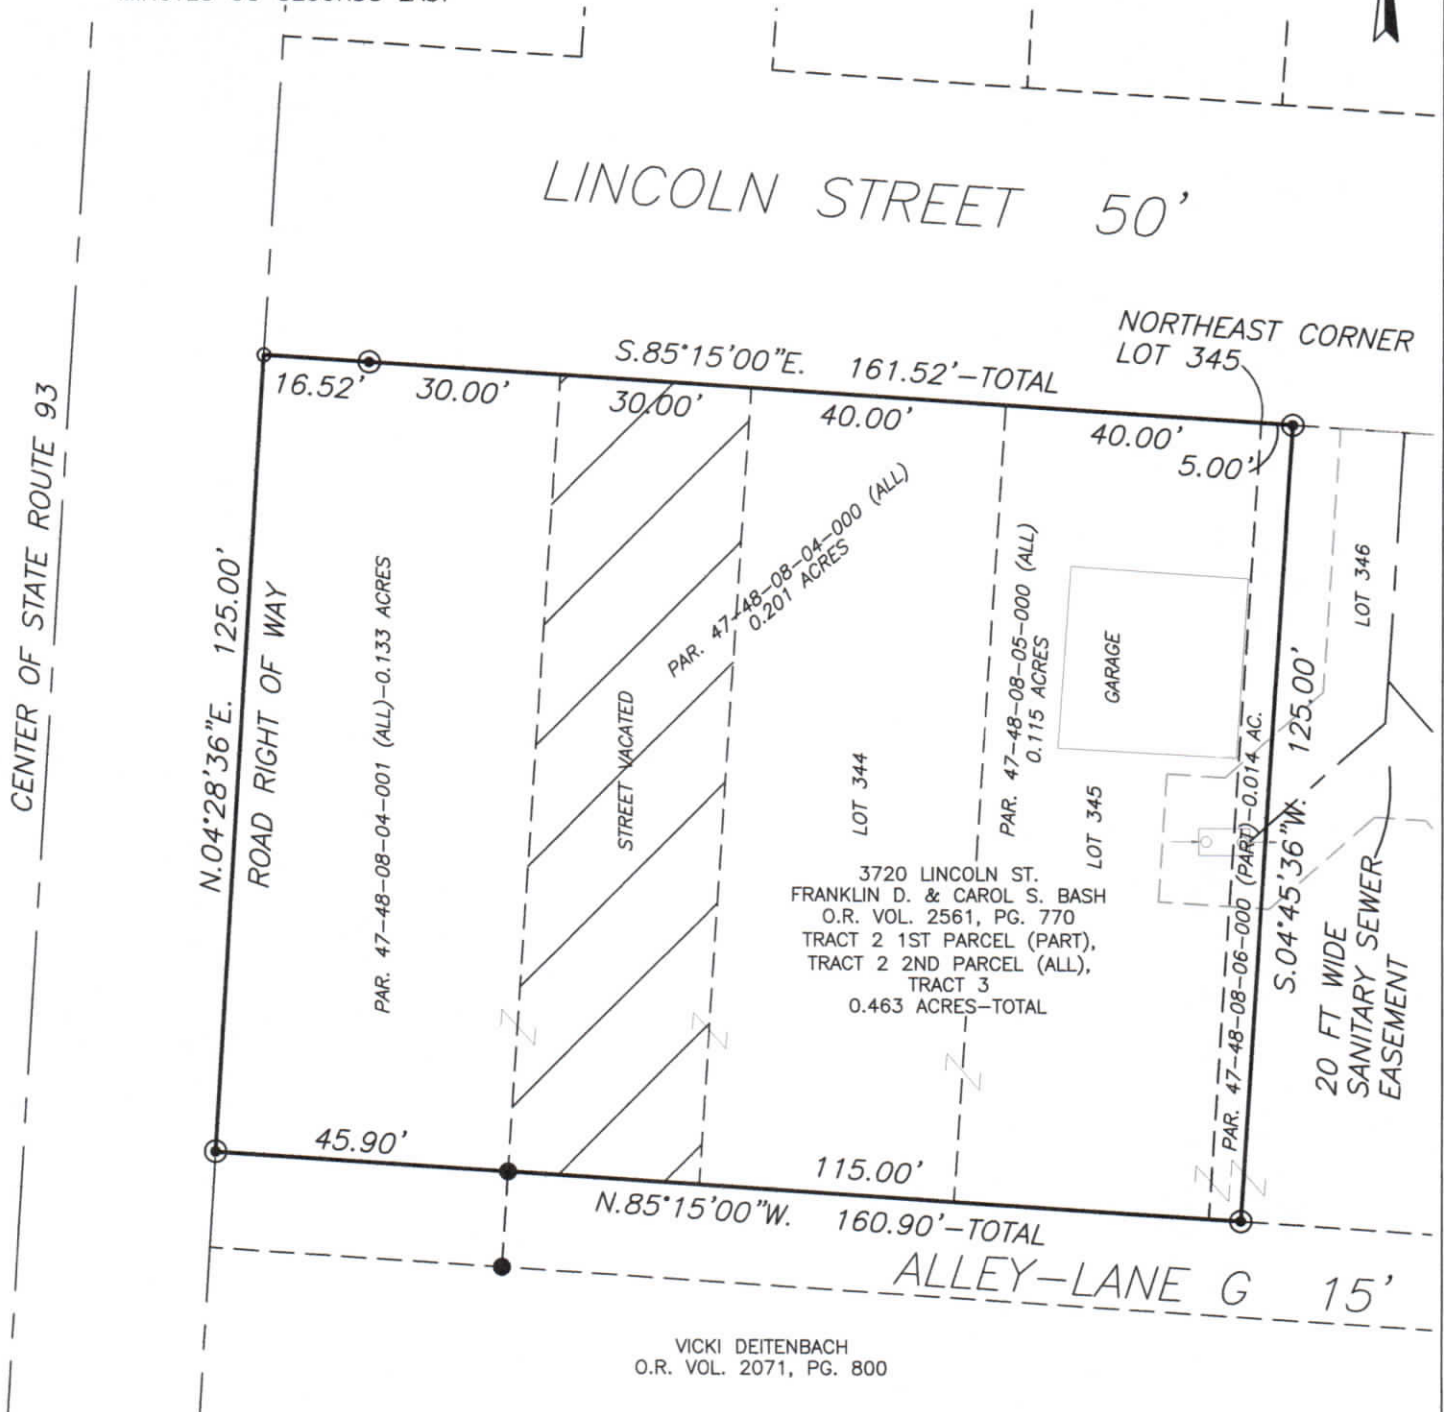 LINCOLN STREET 50'
NORTHEAST CORNER
LOT 345
S.85°15'00"E. 161.52'-TOTAL
16.52'
30.00'
30.00'
40.00'
40.00'
5.00'
CENTER OF STATE ROUTE 93
N.04°28'36"E. 125.00'
ROAD RIGHT OF WAY
PAR. 47-48-08-04-001 (ALL)-0.133 ACRES
STREET VACATED
PAR. 47-48-08-04-000 (ALL)
0.201 ACRES
LOT 344
PAR. 47-48-08-05-000 (ALL)
0.115 ACRES
GARAGE
LOT 345
PAR. 47-48-08-06-000 (PART)-0.014 AC.
S.04°45'36"W. 125.00'
LOT 346
20 FT WIDE
SANITARY SEWER
EASEMENT
3720 LINCOLN ST.
FRANKLIN D. & CAROL S. BASH
O.R. VOL. 2561, PG. 770
TRACT 2 1ST PARCEL (PART),
TRACT 2 2ND PARCEL (ALL),
TRACT 3
0.463 ACRES-TOTAL
45.90'
115.00'
N.85°15'00"W. 160.90'-TOTAL
ALLEY-LANE G 15'
VICKI DEITENBACH
O.R. VOL. 2071, PG. 800